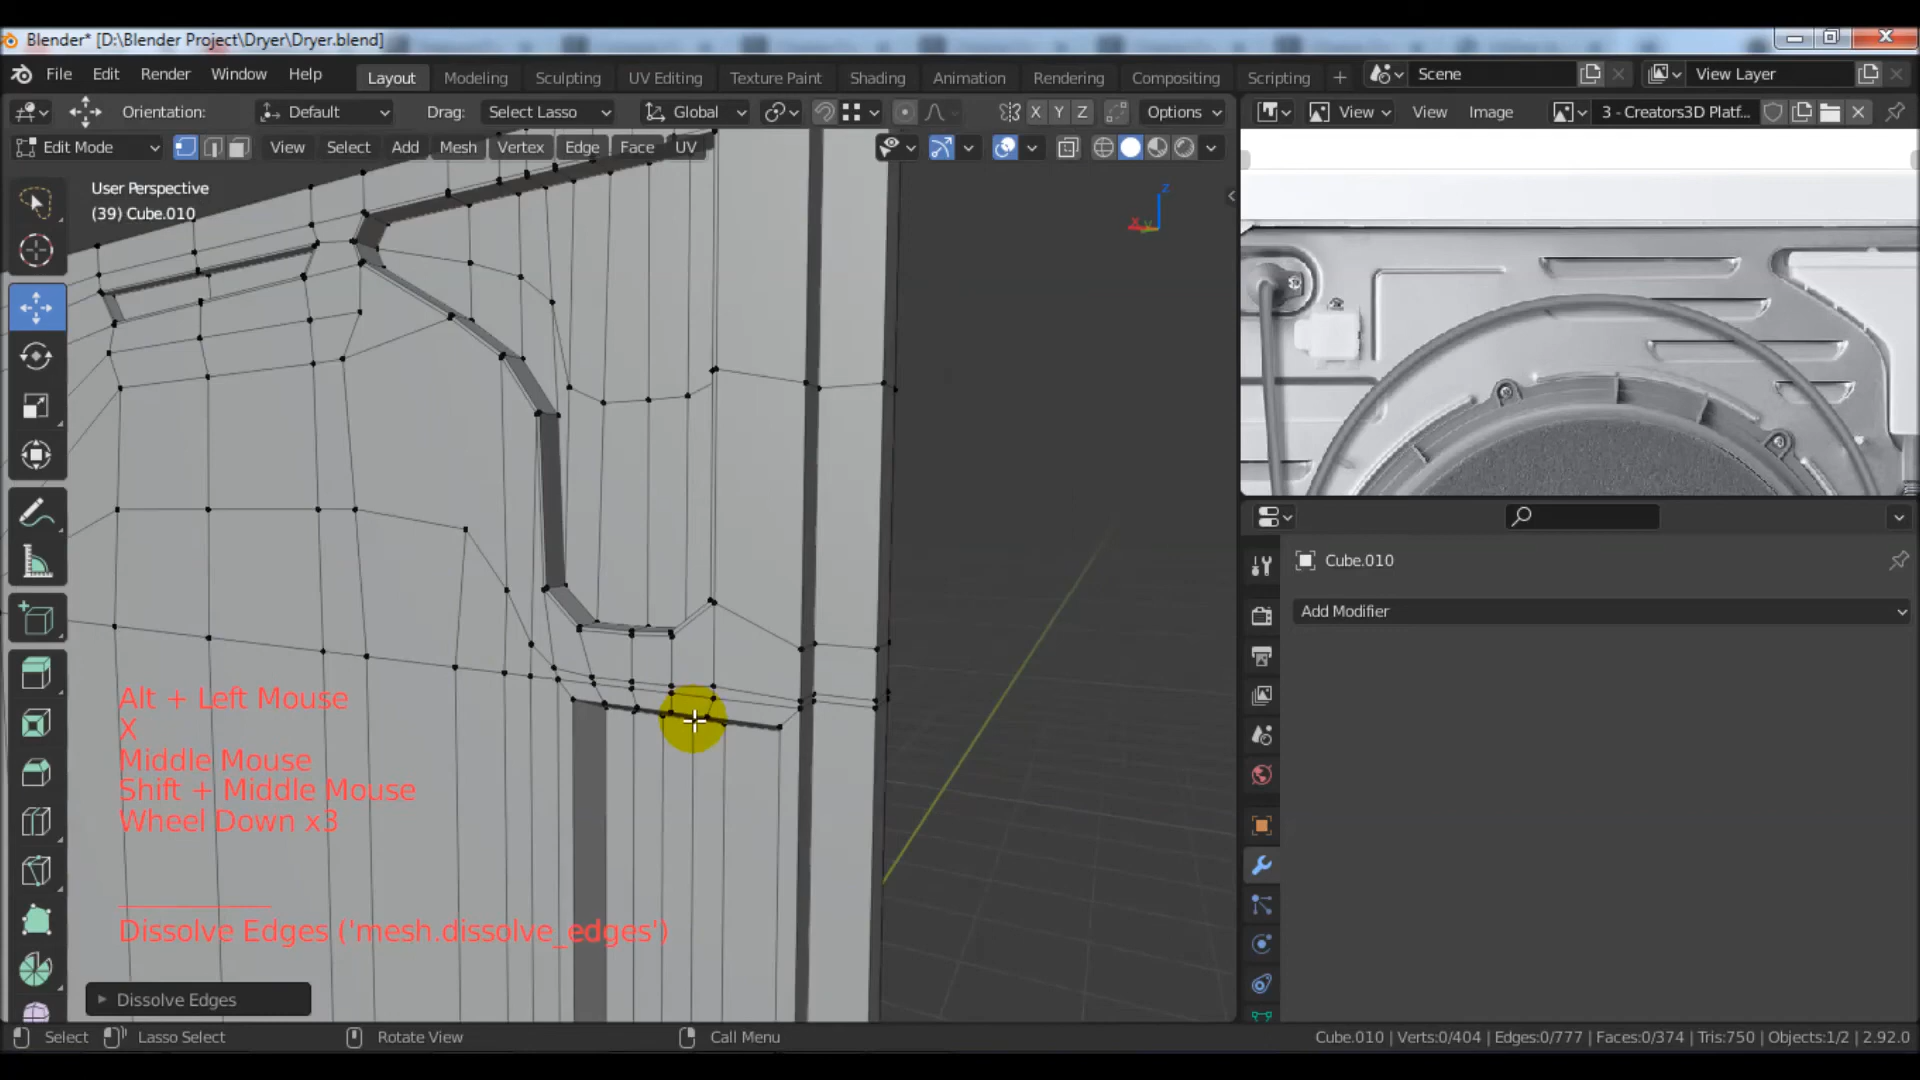 Blender* [D:\Blender Project\Dryer\Dryer.blend]
File Edit Render Window Help Layout Modeling Sculpting UV Editing Texture Paint Shading Animation Rendering Compositing Scripting + Scene View Layer
Orientation: Default Drag: Select Lasso Global X Y Z Options View View Image 3 - Creators3D Platf...
Edit Mode View Select Add Mesh Vertex Edge Face UV
User Perspective
(39) Cube.010
Z
X Y
Cube.010
Add Modifier
Alt + Left Mouse
X
Middle Mouse
Shift + Middle Mouse
Wheel Down x3
Dissolve Edges ('mesh.dissolve_edges')
Dissolve Edges
Select Lasso Select Rotate View Call Menu Cube.010 | Verts:0/404 | Edges:0/777 | Faces:0/374 | Tris:750 | Objects:1/2 | 2.92.0